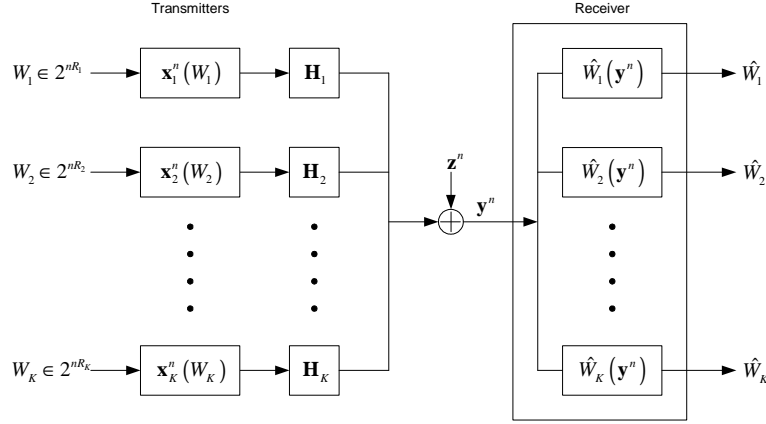 Transmitters Receiver
W₁ ∈ 2^{nR₁} x₁ⁿ(W₁) H₁ Ŵ₁(yⁿ) Ŵ₁
W₂ ∈ 2^{nR₂} x₂ⁿ(W₂) H₂ zⁿ Ŵ₂(yⁿ) Ŵ₂
yⁿ
W_K ∈ 2^{nR_K} x_Kⁿ(W_K) H_K Ŵ_K(yⁿ) Ŵ_K